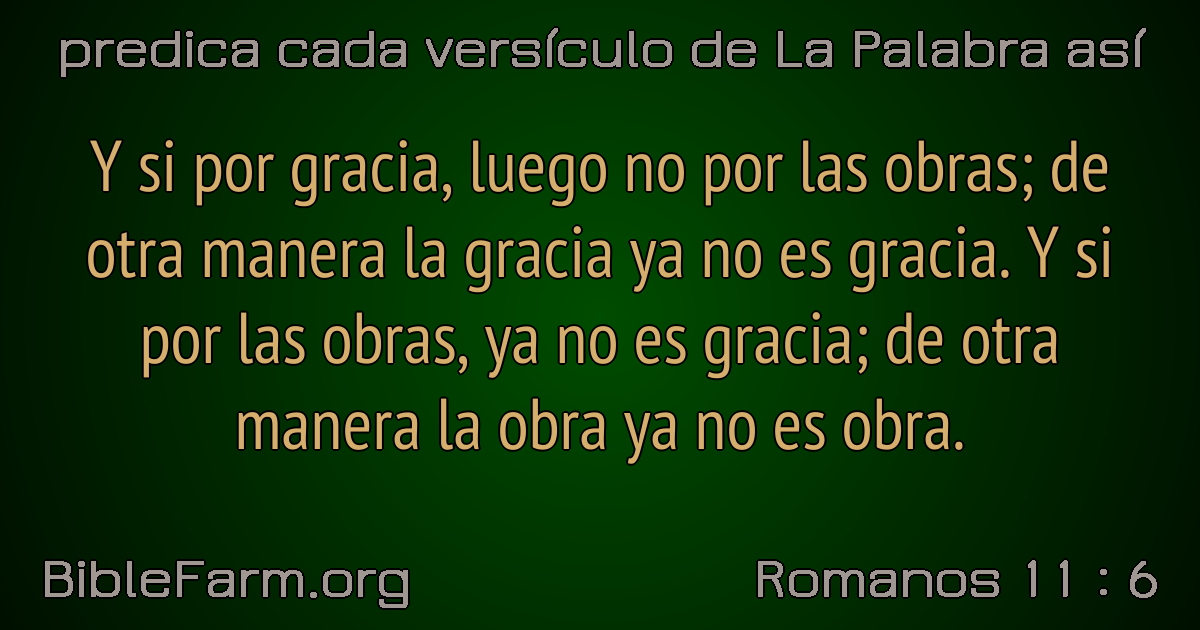 predica cada versículo de La Palabra así
Y si por gracia, luego no por las obras; de
otra manera la gracia ya no es gracia. Y si
por las obras, ya no es gracia; de otra
manera la obra ya no es obra.
BibleFarm.org
Romanos 11 : 6